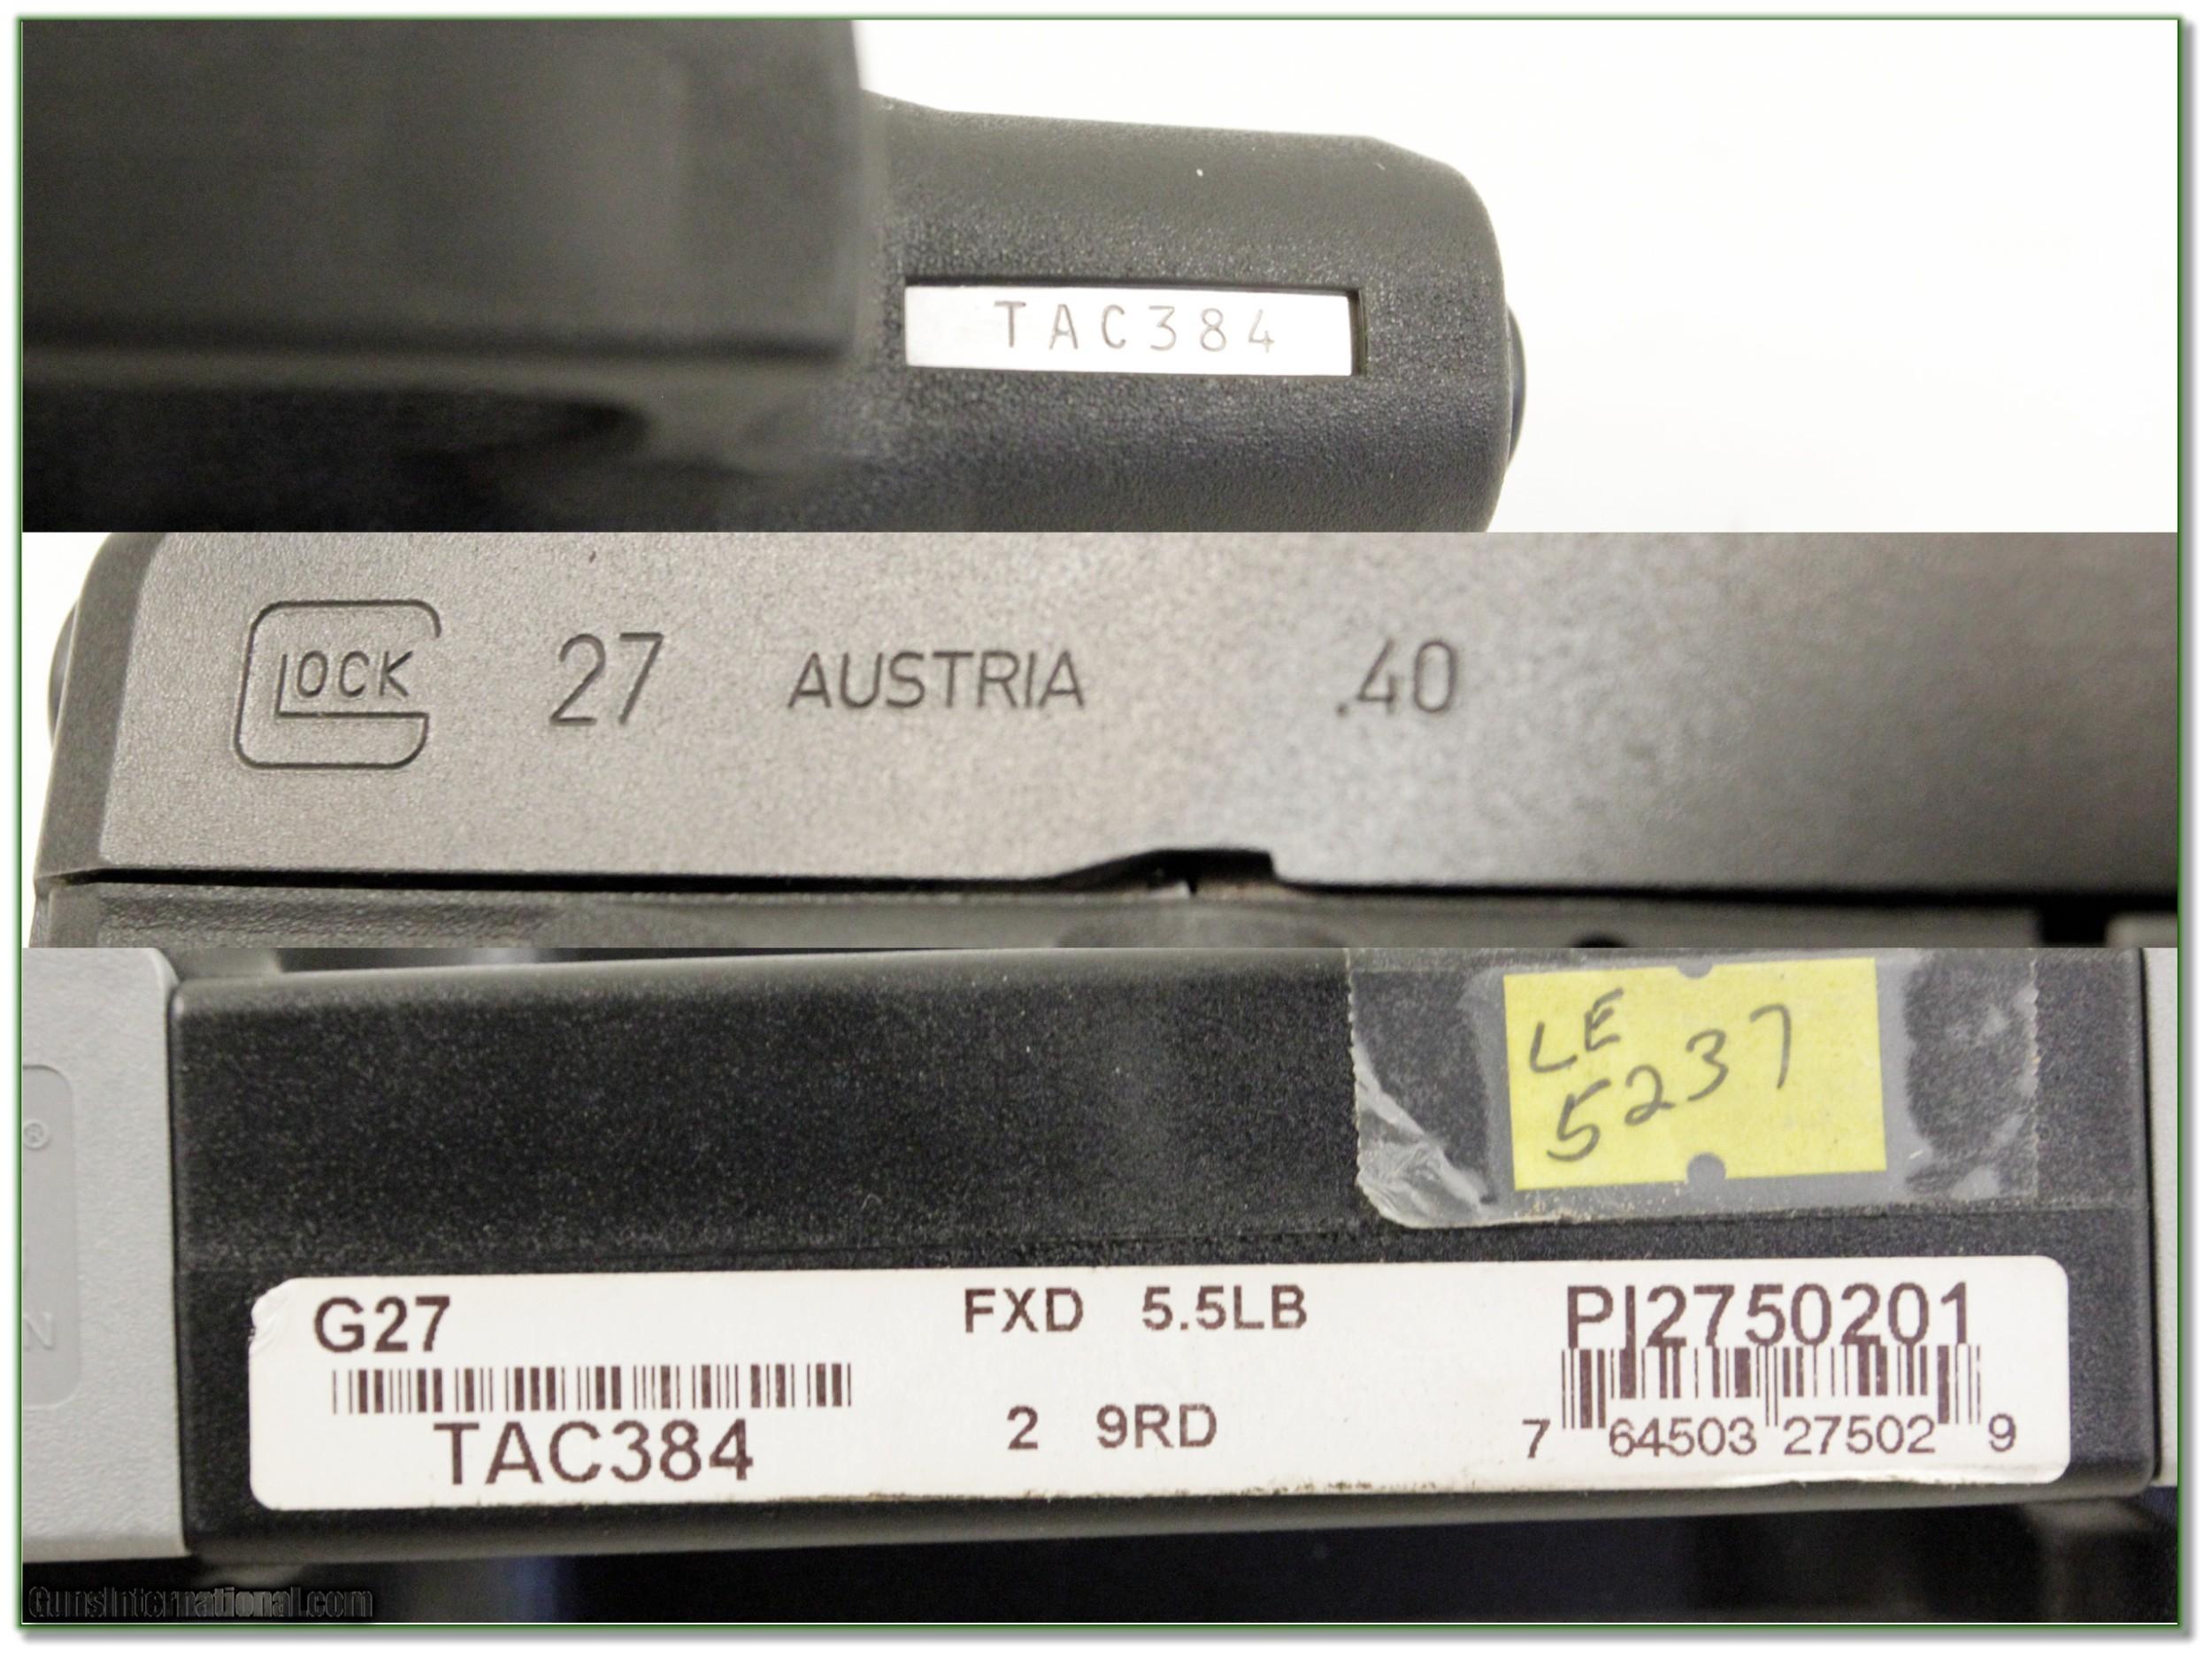 TAC384
GLOCK 27 AUSTRIA .40
LE
5237
G27 FXD 5.5LB PI2750201
TAC384 2 9RD 7 64503 27502 9
®
N
GunsInternational.com